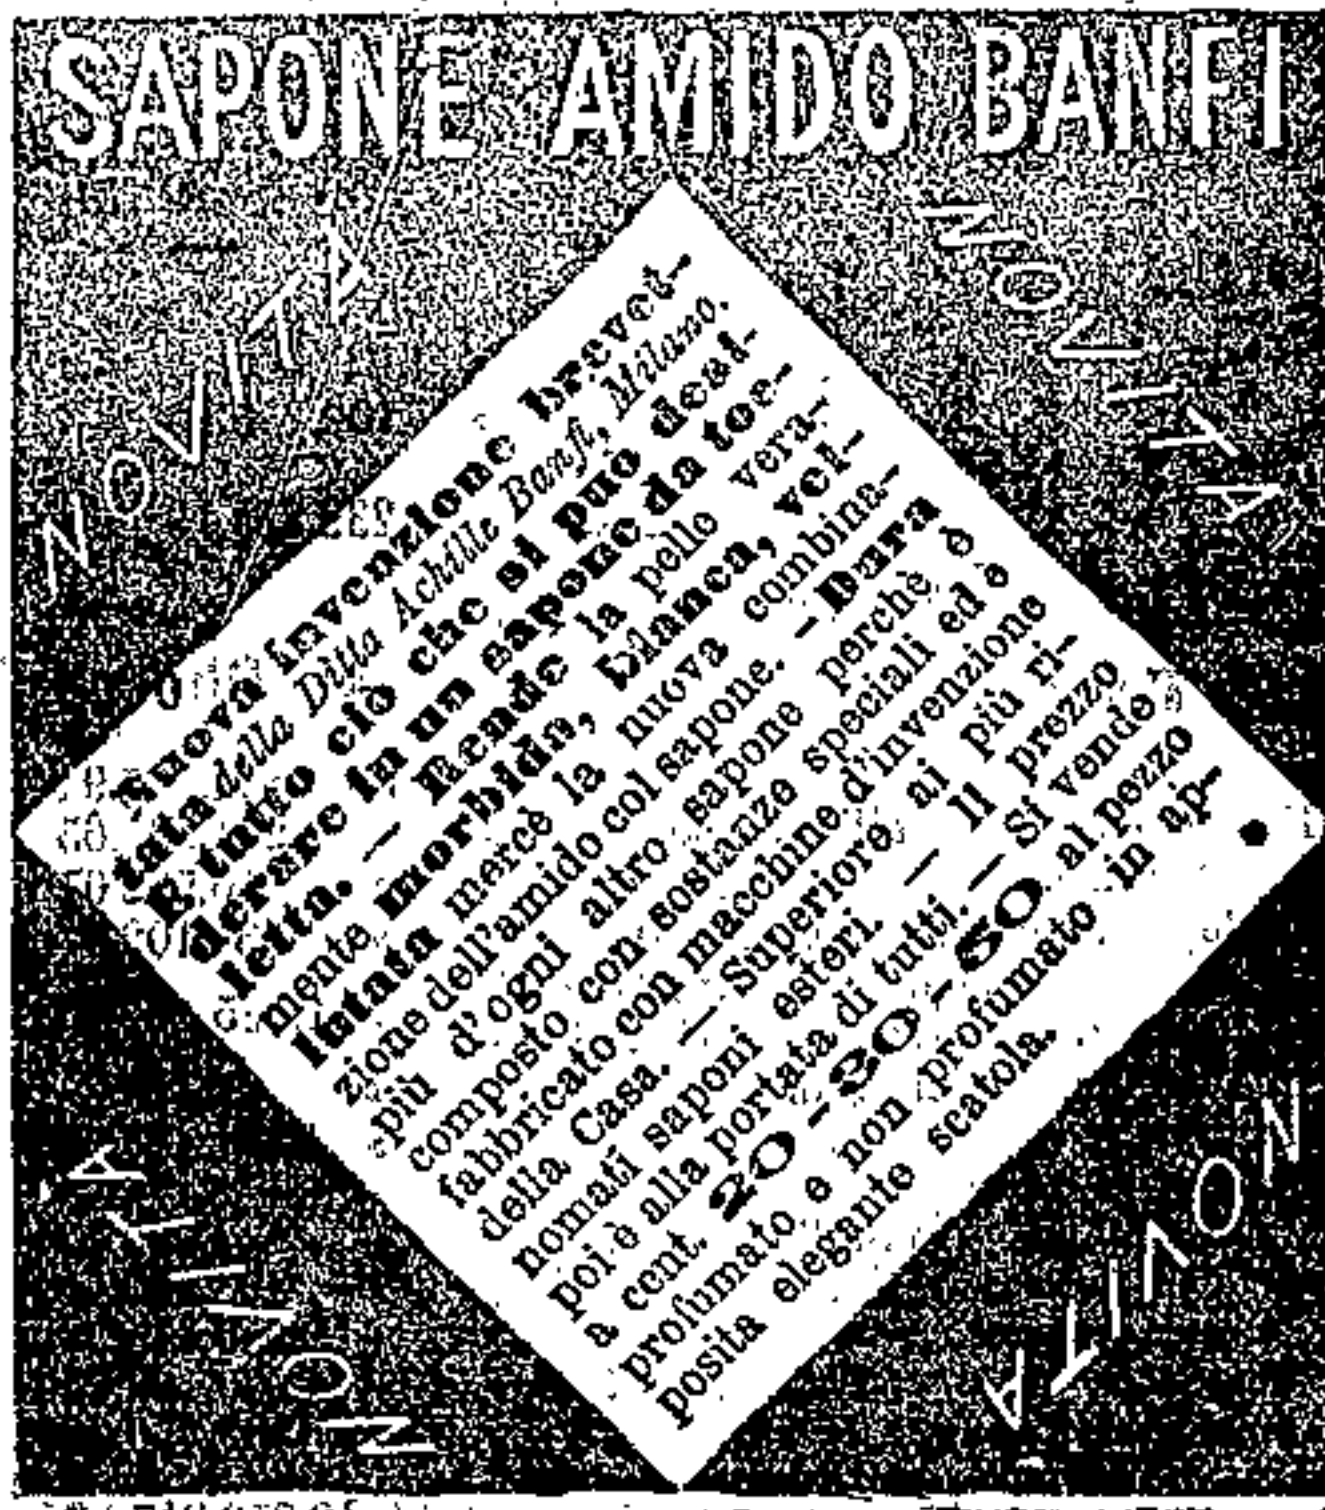 SAPONE AMIDO BANFI
NOVITÀ
NOVITÀ
Nuova invenzione brevet-
tata della Ditta Achille Banfi, Milano.
È tutto ciò che si può desi-
derare in un sapone da toe-
letta. — Rende la pelle vera-
mente morbida, bianca, vel-
lutata mercè la nuova combina-
zione dell'amido col sapone. — Dura
più d'ogni altro sapone perchè è
composto con sostanze speciali ed è
fabbricato con macchine d'invenzione
della Casa. — Superiore ai più ri-
nomati saponi esteri. — Il prezzo
poi è alla portata di tutti. — Si vende
a cent. 20 - 30 - 50 al pezzo
profumato e non profumato in ap-
posita elegante scatola.
NOVITÀ
NOVITÀ